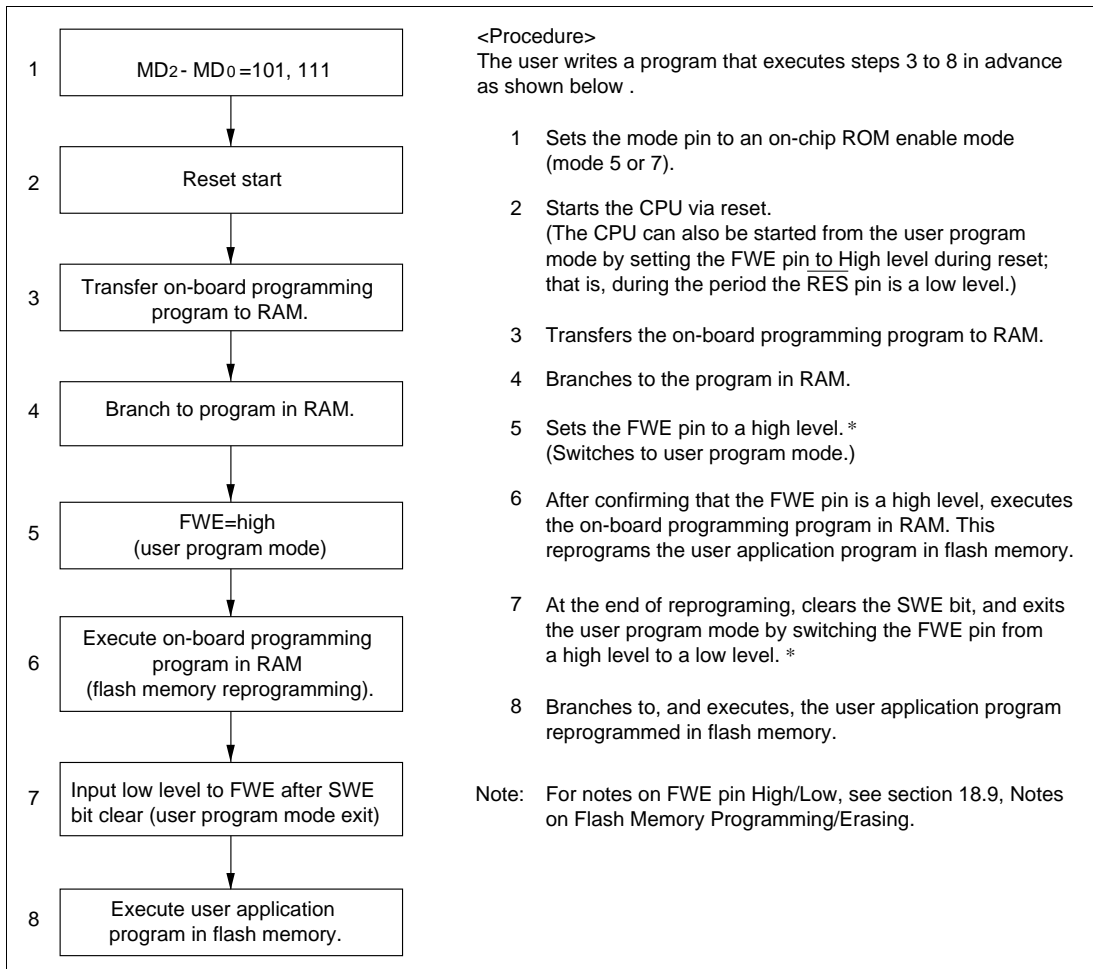 1
MD2 - MD0 =101, 111
2
Reset start
3
Transfer on-board programming
program to RAM.
4
Branch to program in RAM.
5
FWE=high
(user program mode)
6
Execute on-board programming
program in RAM
(flash memory reprogramming).
7
Input low level to FWE after SWE
bit clear (user program mode exit)
8
Execute user application
program in flash memory.
<Procedure>
The user writes a program that executes steps 3 to 8 in advance
as shown below .
1 Sets the mode pin to an on-chip ROM enable mode
(mode 5 or 7).
2 Starts the CPU via reset.
(The CPU can also be started from the user program
mode by setting the FWE pin to High level during reset;
that is, during the period the RES pin is a low level.)
3 Transfers the on-board programming program to RAM.
4 Branches to the program in RAM.
5 Sets the FWE pin to a high level. *
(Switches to user program mode.)
6 After confirming that the FWE pin is a high level, executes
the on-board programming program in RAM. This
reprograms the user application program in flash memory.
7 At the end of reprograming, clears the SWE bit, and exits
the user program mode by switching the FWE pin from
a high level to a low level. *
8 Branches to, and executes, the user application program
reprogrammed in flash memory.
Note: For notes on FWE pin High/Low, see section 18.9, Notes
on Flash Memory Programming/Erasing.